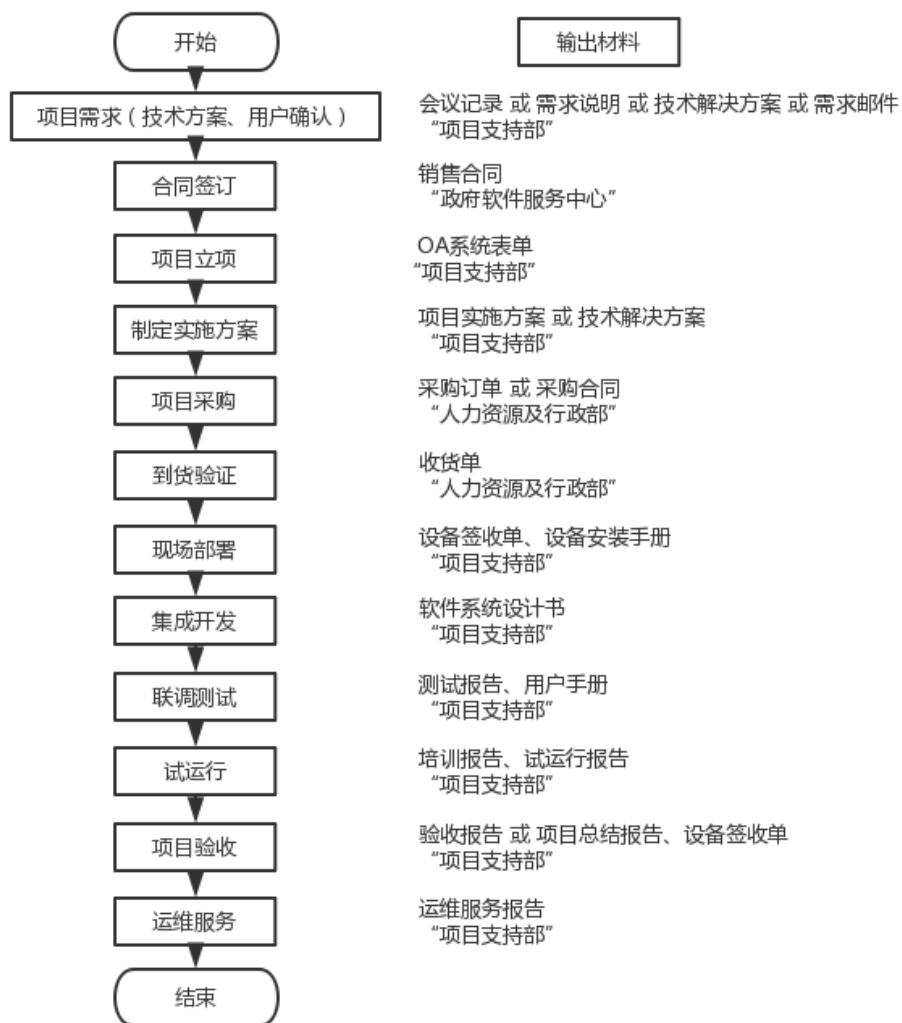 开始
输出材料
项目需求（技术方案、用户确认）
会议记录 或 需求说明 或 技术解决方案 或 需求邮件
“项目支持部”
合同签订
销售合同
“政府软件服务中心”
项目立项
OA系统表单
“项目支持部”
制定实施方案
项目实施方案 或 技术解决方案
“项目支持部”
项目采购
采购订单 或 采购合同
“人力资源及行政部”
到货验证
收货单
“人力资源及行政部”
现场部署
设备签收单、设备安装手册
“项目支持部”
集成开发
软件系统设计书
“项目支持部”
联调测试
测试报告、用户手册
“项目支持部”
试运行
培训报告、试运行报告
“项目支持部”
项目验收
验收报告 或 项目总结报告、设备签收单
“项目支持部”
运维服务
运维服务报告
“项目支持部”
结束